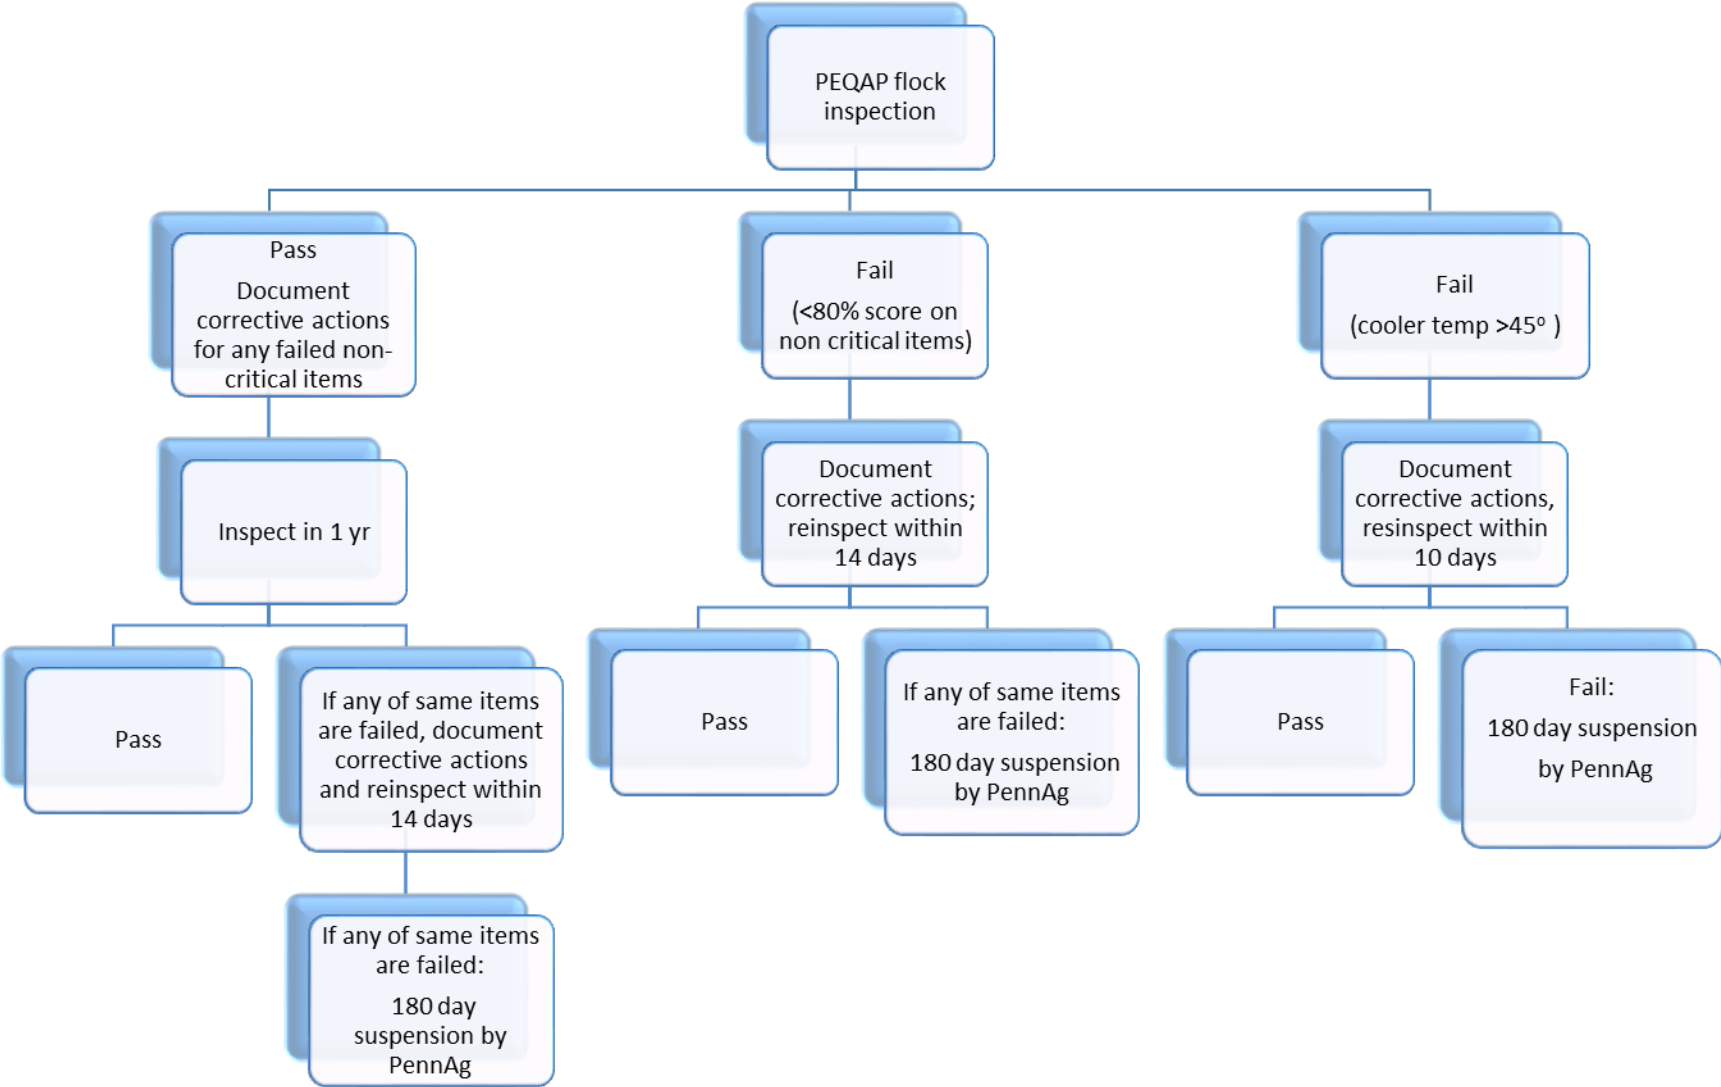 PEQAP flock
inspection
Pass
Document
corrective actions
for any failed non-
critical items
Fail
(<80% score on
non critical items)
Fail
(cooler temp >45º )
Inspect in 1 yr
Document
corrective actions;
reinspect within
14 days
Document
corrective actions,
resinspect within
10 days
Pass
If any of same items
are failed, document
corrective actions
and reinspect within
14 days
Pass
If any of same items
are failed:
180 day suspension
by PennAg
Pass
Fail:
180 day suspension
by PennAg
If any of same items
are failed:
180 day
suspension by
PennAg